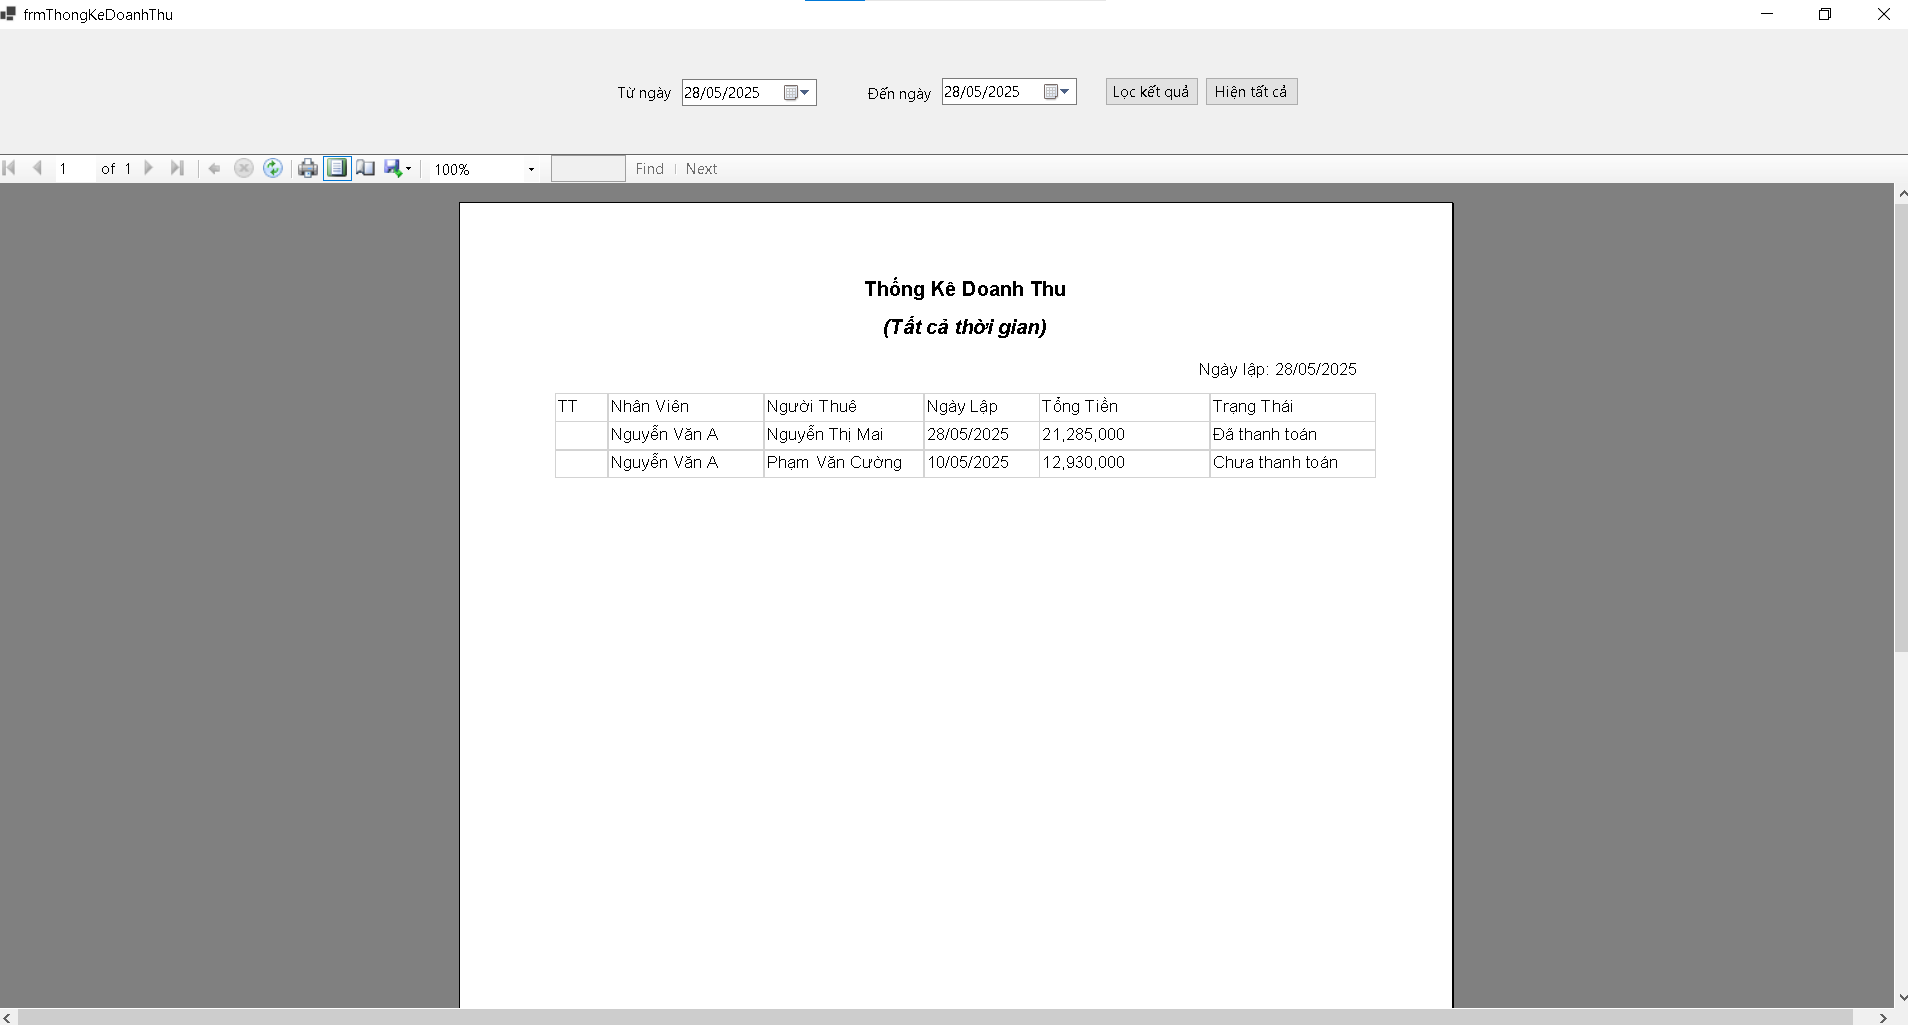 frmThongKeDoanhThu
Từ ngày 28/05/2025 Đến ngày 28/05/2025 Lọc kết quả Hiện tất cả
1 of 1 100% Find Next
Thống Kê Doanh Thu
(Tất cả thời gian)
Ngày lập: 28/05/2025
TT Nhân Viên Người Thuê Ngày Lập Tổng Tiền Trạng Thái
Nguyễn Văn A Nguyễn Thị Mai 28/05/2025 21,285,000 Đã thanh toán
Nguyễn Văn A Phạm Văn Cường 10/05/2025 12,930,000 Chưa thanh toán